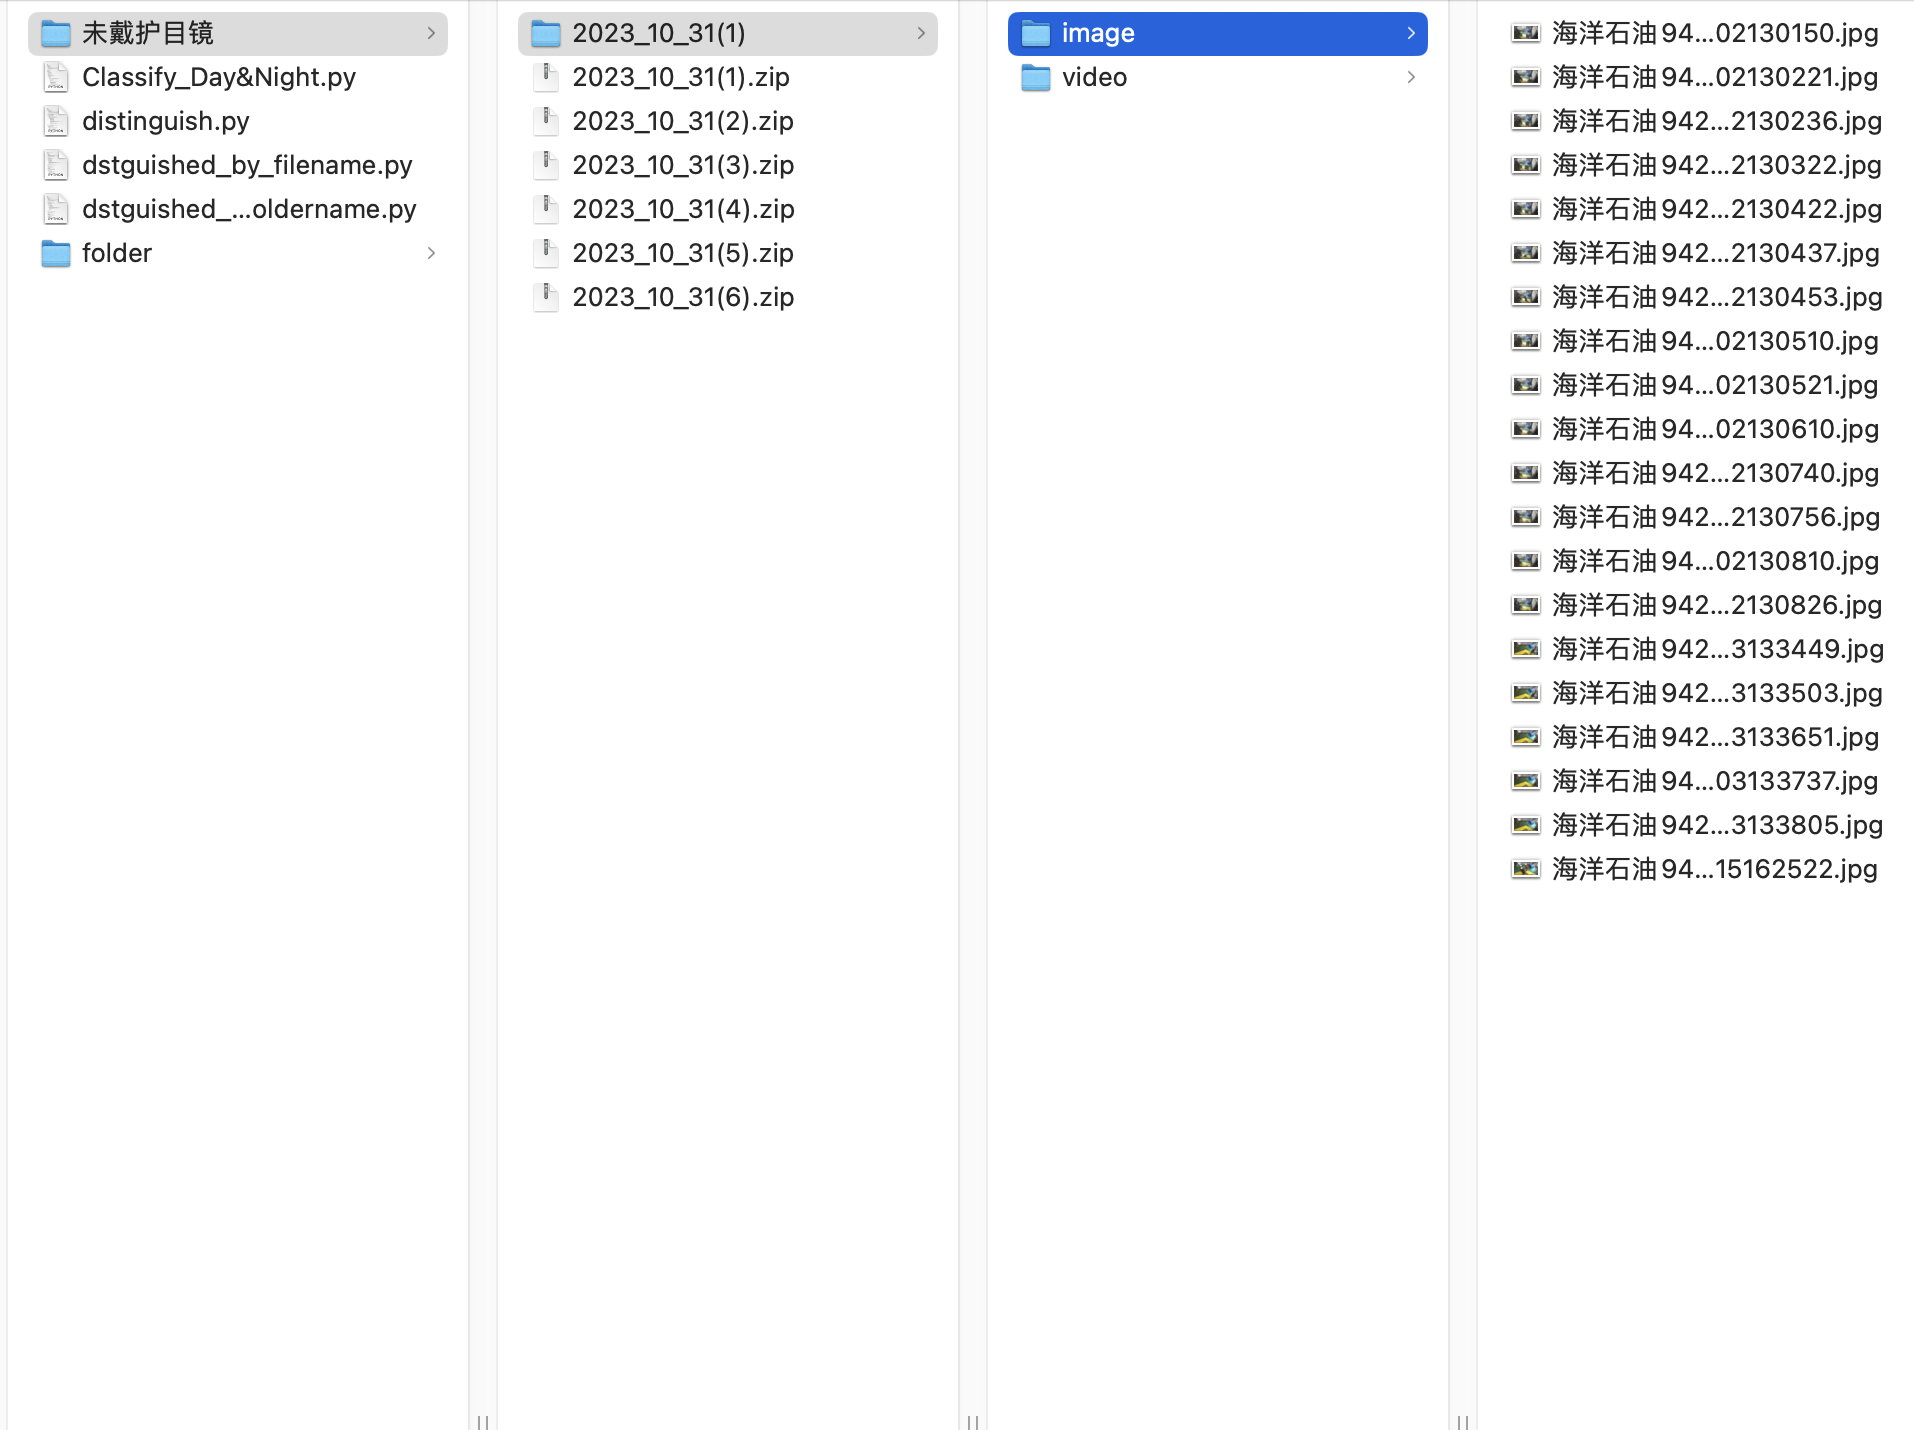 未戴护目镜
Classify_Day&Night.py
distinguish.py
dstguished_by_filename.py
dstguished_...oldername.py
folder
2023_10_31(1)
2023_10_31(1).zip
2023_10_31(2).zip
2023_10_31(3).zip
2023_10_31(4).zip
2023_10_31(5).zip
2023_10_31(6).zip
image
video
海洋石油94...02130150.jpg
海洋石油94...02130221.jpg
海洋石油942...2130236.jpg
海洋石油942...2130322.jpg
海洋石油942...2130422.jpg
海洋石油942...2130437.jpg
海洋石油942...2130453.jpg
海洋石油94...02130510.jpg
海洋石油94...02130521.jpg
海洋石油94...02130610.jpg
海洋石油942...2130740.jpg
海洋石油942...2130756.jpg
海洋石油94...02130810.jpg
海洋石油942...2130826.jpg
海洋石油942...3133449.jpg
海洋石油942...3133503.jpg
海洋石油942...3133651.jpg
海洋石油94...03133737.jpg
海洋石油942...3133805.jpg
海洋石油94...15162522.jpg